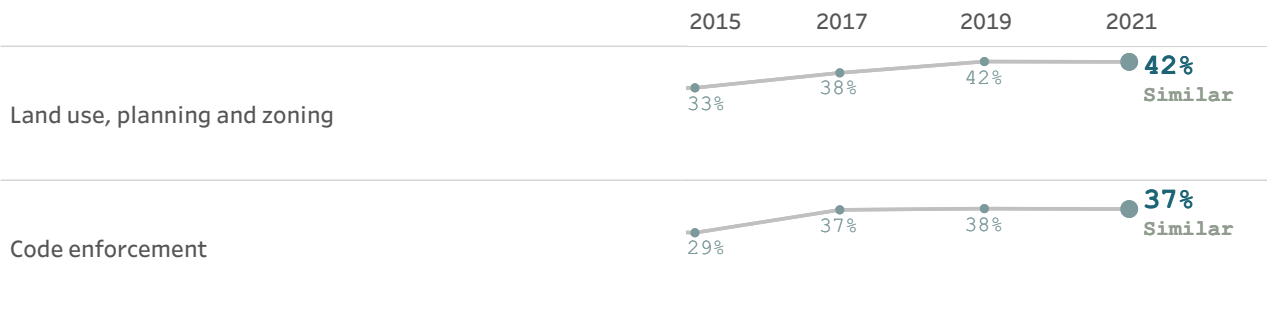 2015 2017 2019 2021
Land use, planning and zoning
33% 38% 42% 42%
Similar
Code enforcement
29% 37% 38% 37%
Similar